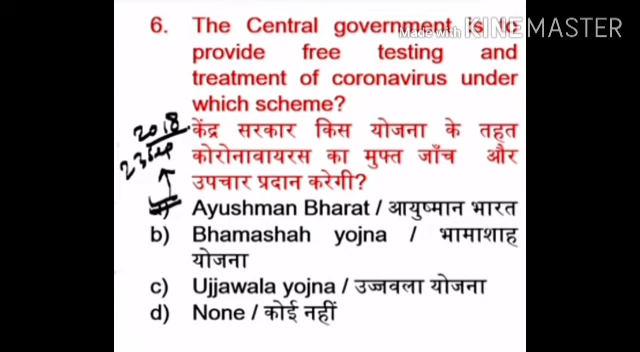 6. The Central government is to
Made with KINEMASTER
provide free testing and
treatment of coronavirus under
which scheme?
2018
केंद्र सरकार किस योजना के तहत
23 Sep
कोरोनावायरस का मुफ्त जाँच और
उपचार प्रदान करेगी?
a) Ayushman Bharat / आयुष्मान भारत
b) Bhamashah yojna / भामाशाह
योजना
c) Ujjawala yojna / उज्जवला योजना
d) None / कोई नहीं